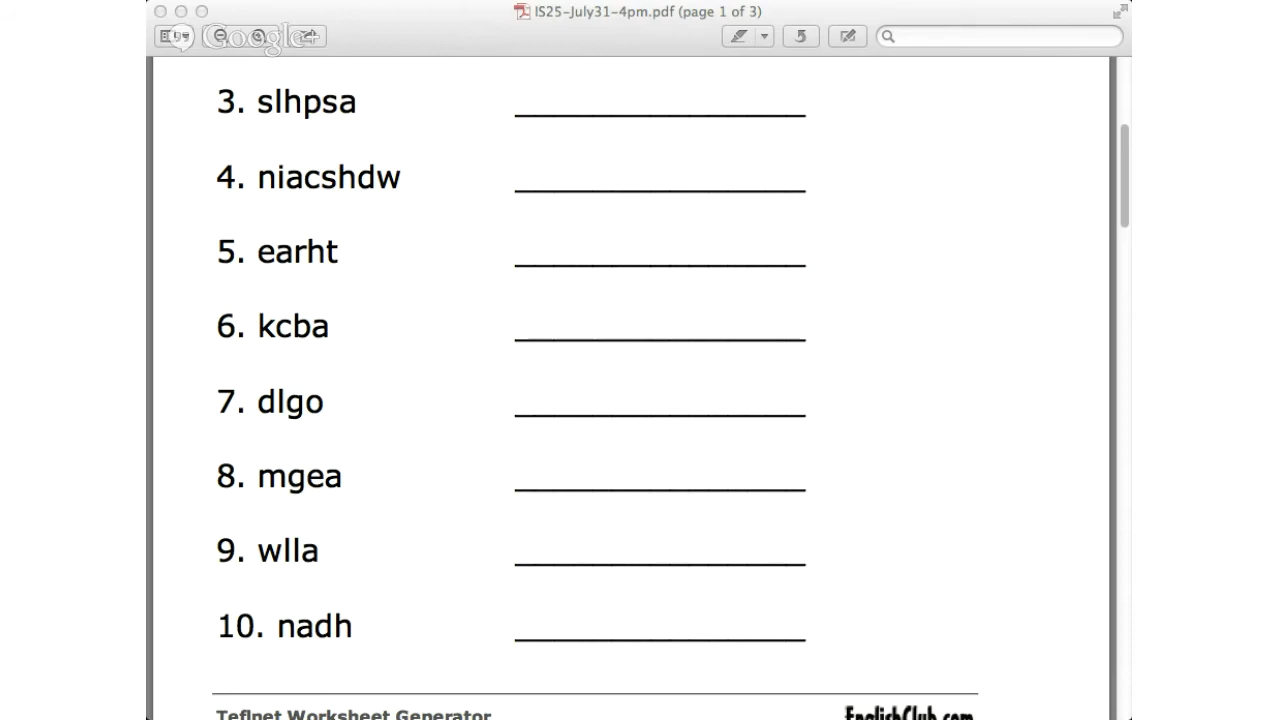 IS25-July31-4pm.pdf (page 1 of 3)
Google+
3. slhpsa
4. niacshdw
5. earht
6. kcba
7. dlgo
8. mgea
9. wlla
10. nadh
Teflnet Worksheet Generator
EnglishClub.com